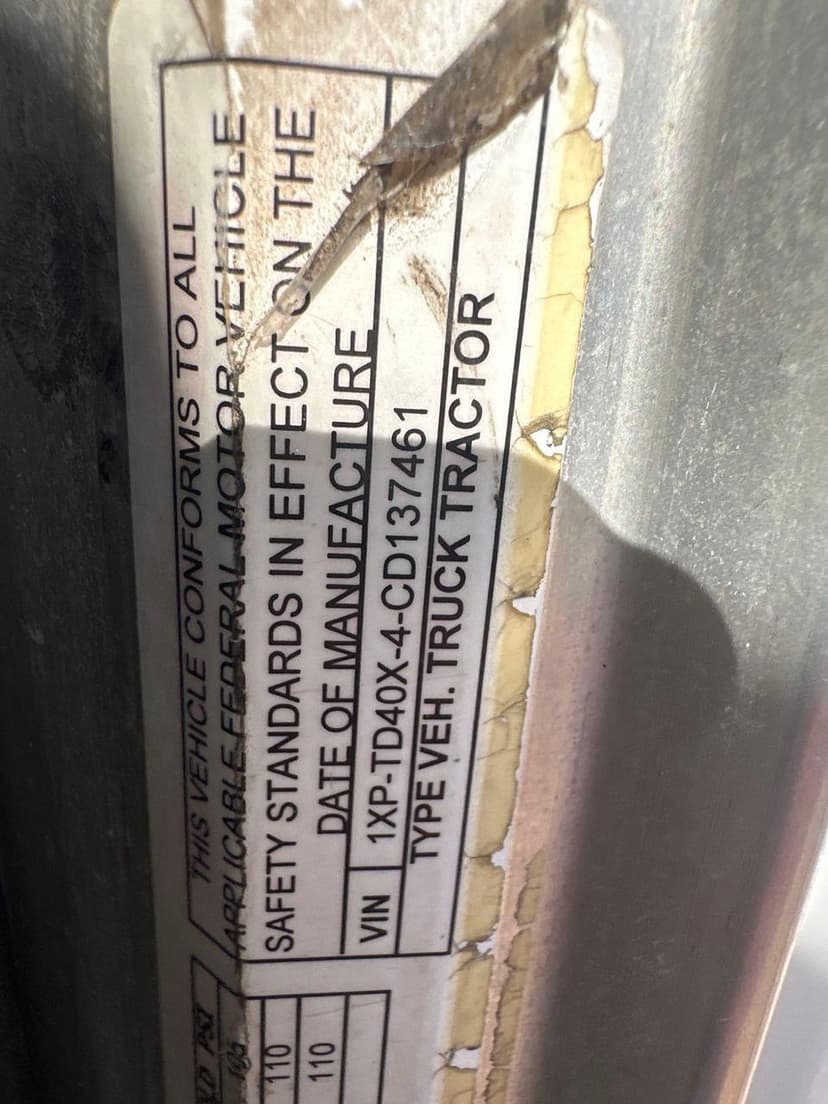 THIS VEHICLE CONFORMS TO ALL
APPLICABLE FEDERAL MOTOR VEHICLE
SAFETY STANDARDS IN EFFECT ON THE
DATE OF MANUFACTURE
VIN 1XP-TD40X-4-CD137461
TYPE VEH. TRUCK TRACTOR
PSI
110
110